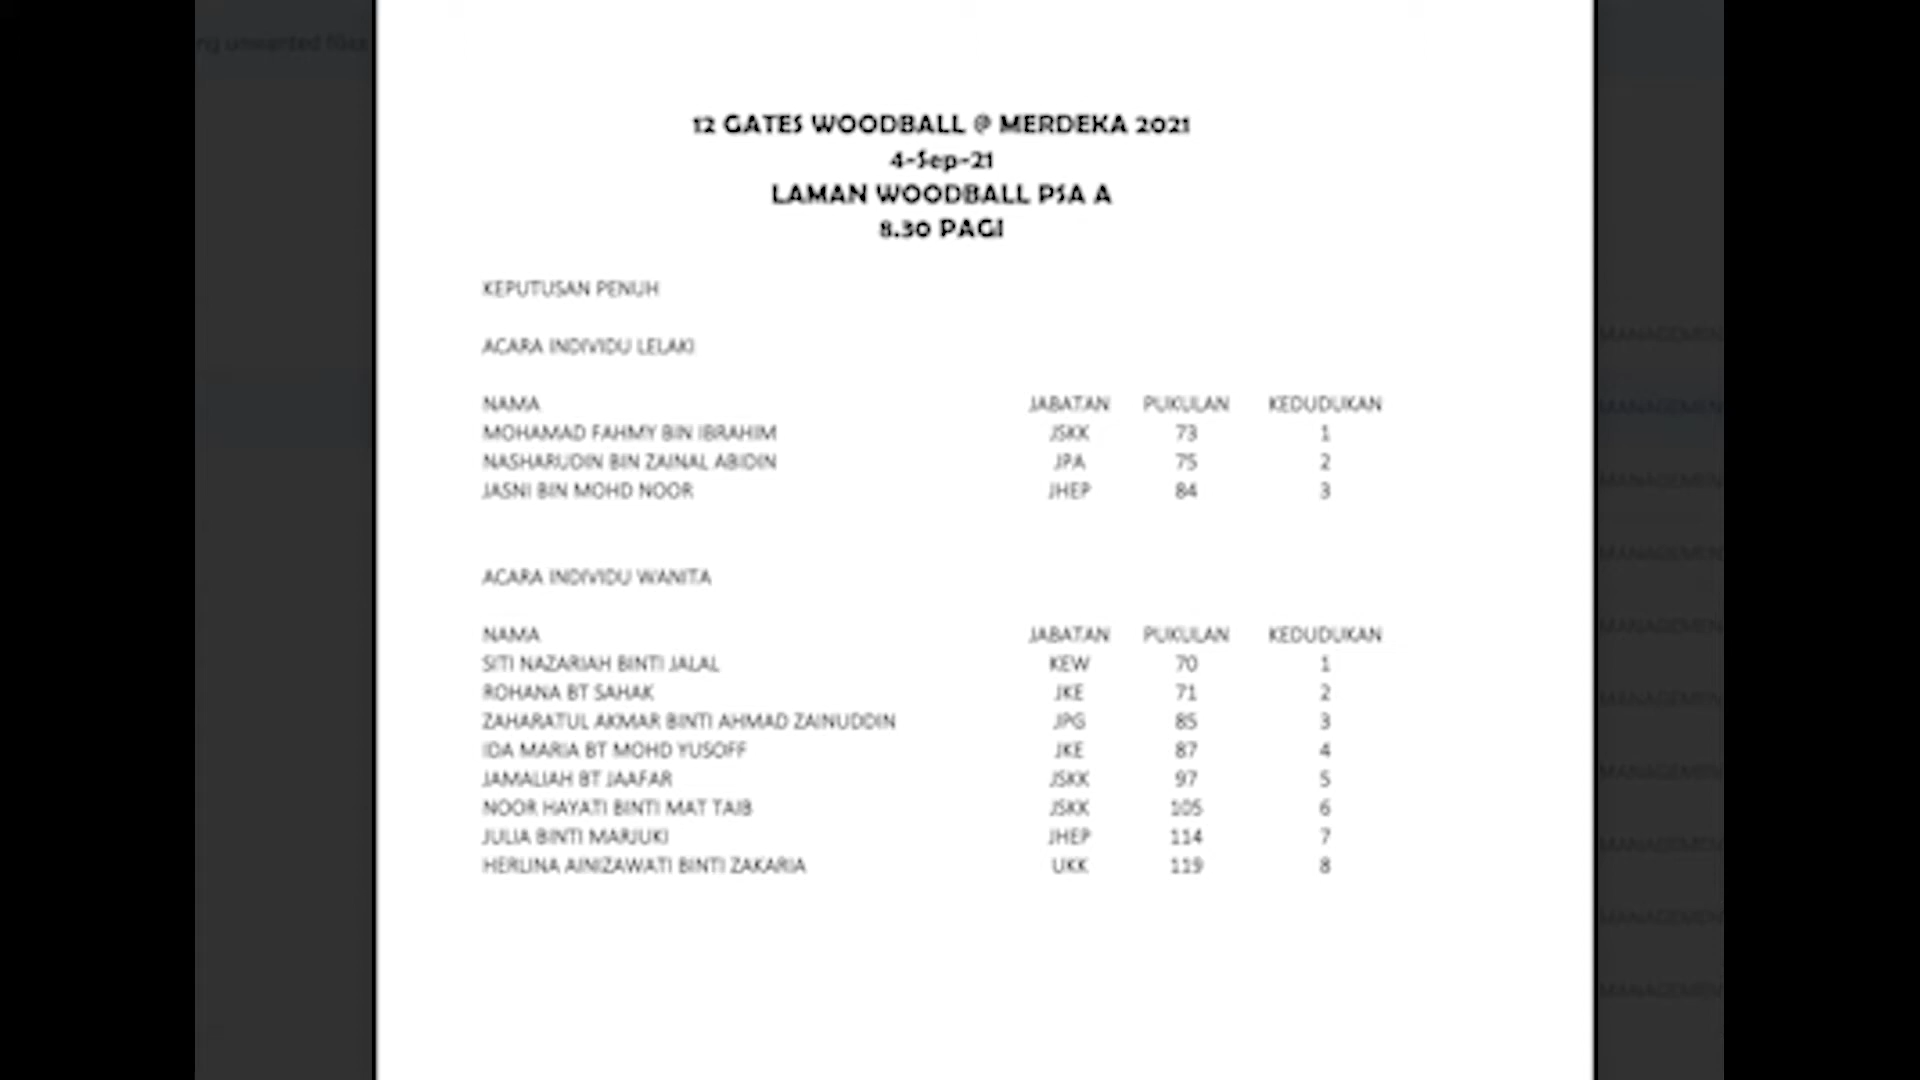 unwanted files
12 GATES WOODBALL @ MERDEKA 2021
4-Sep-21
LAMAN WOODBALL PSA A
8.30 PAGI
KEPUTUSAN PENUH
ACARA INDIVIDU LELAKI
NAMA JABATAN PUKULAN KEDUDUKAN
MOHAMAD FAHMY BIN IBRAHIM JSKK 73 1
NASHARUDIN BIN ZAINAL ABIDIN JPA 75 2
JASNI BIN MOHD NOOR JHEP 84 3
ACARA INDIVIDU WANITA
NAMA JABATAN PUKULAN KEDUDUKAN
SITI NAZARIAH BINTI JALAL KEW 70 1
ROHANA BT SAHAK JKE 71 2
ZAHARATUL AKMAR BINTI AHMAD ZAINUDDIN JPG 85 3
IDA MARIA BT MOHD YUSOFF JKE 87 4
JAMALIAH BT JAAFAR JSKK 97 5
NOOR HAYATI BINTI MAT TAIB JSKK 105 6
JULIA BINTI MARJUKI JHEP 114 7
HERLINA AINIZAWATI BINTI ZAKARIA UKK 119 8